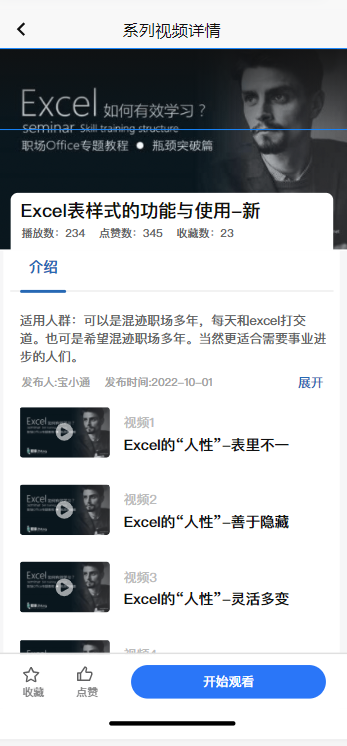 系列视频详情
Excel 如何有效学习？
seminar Skill training structure
职场Office专题教程 ● 瓶颈突破篇
Excel表样式的功能与使用-新
播放数：234 点赞数：345 收藏数：23
介绍
适用人群：可以是混迹职场多年，每天和excel打交
道。也可是希望混迹职场多年。当然更适合需要事业进
步的人们。
发布人:宝小通 发布时间:2022-10-01 展开
视频1
Excel的“人性”-表里不一
视频2
Excel的“人性”-善于隐藏
视频3
Excel的“人性”-灵活多变
收藏 点赞 开始观看